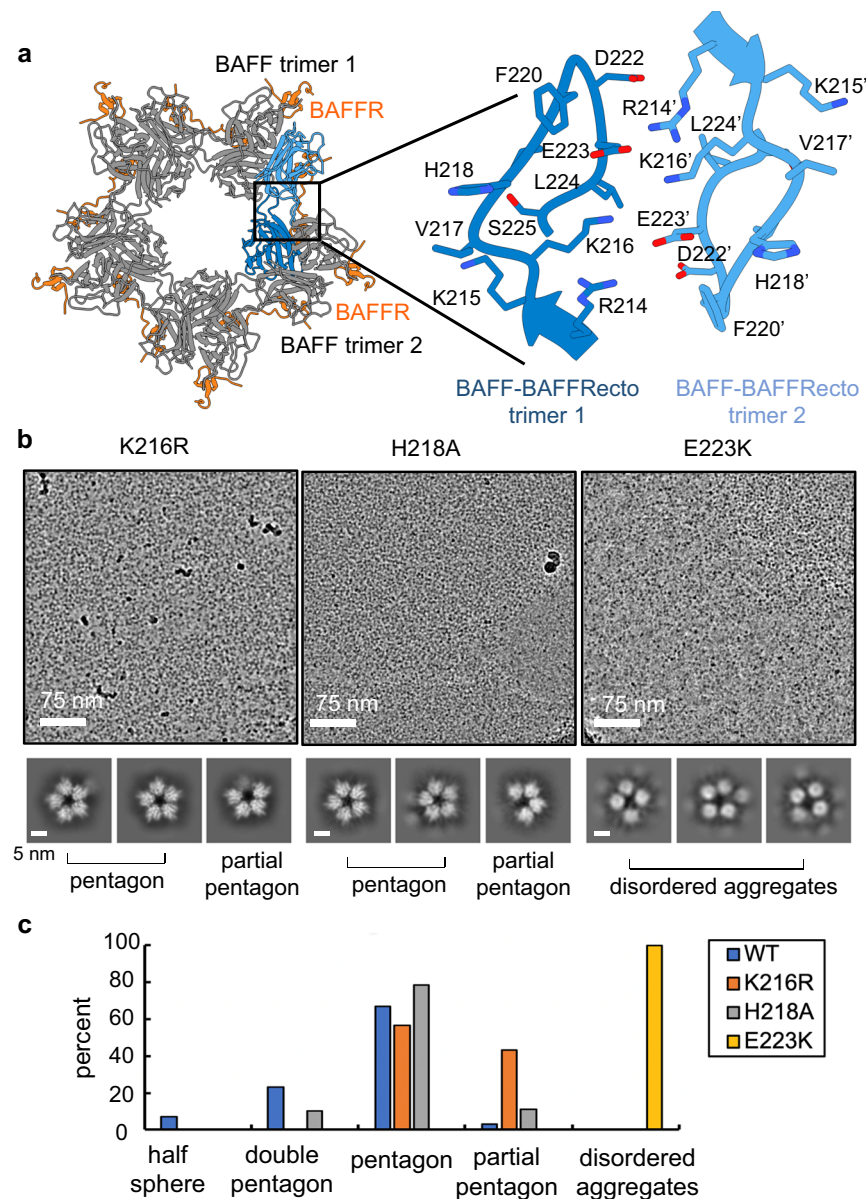 a
BAFF trimer 1
BAFFR
BAFFR
BAFF trimer 2
D222
F220
E223
H218
L224
S225
V217
K216
K215
R214
K215'
R214'
L224'
V217'
K216'
E223'
D222'
H218'
F220'
BAFF-BAFFRecto
trimer 1
BAFF-BAFFRecto
trimer 2
b
K216R
H218A
E223K
75 nm
75 nm
75 nm
5 nm
pentagon
partial
pentagon
pentagon
partial
pentagon
disordered aggregates
c
100
80
60
40
20
0
percent
half
sphere
double
pentagon
pentagon
partial
pentagon
disordered
aggregates
WT
K216R
H218A
E223K